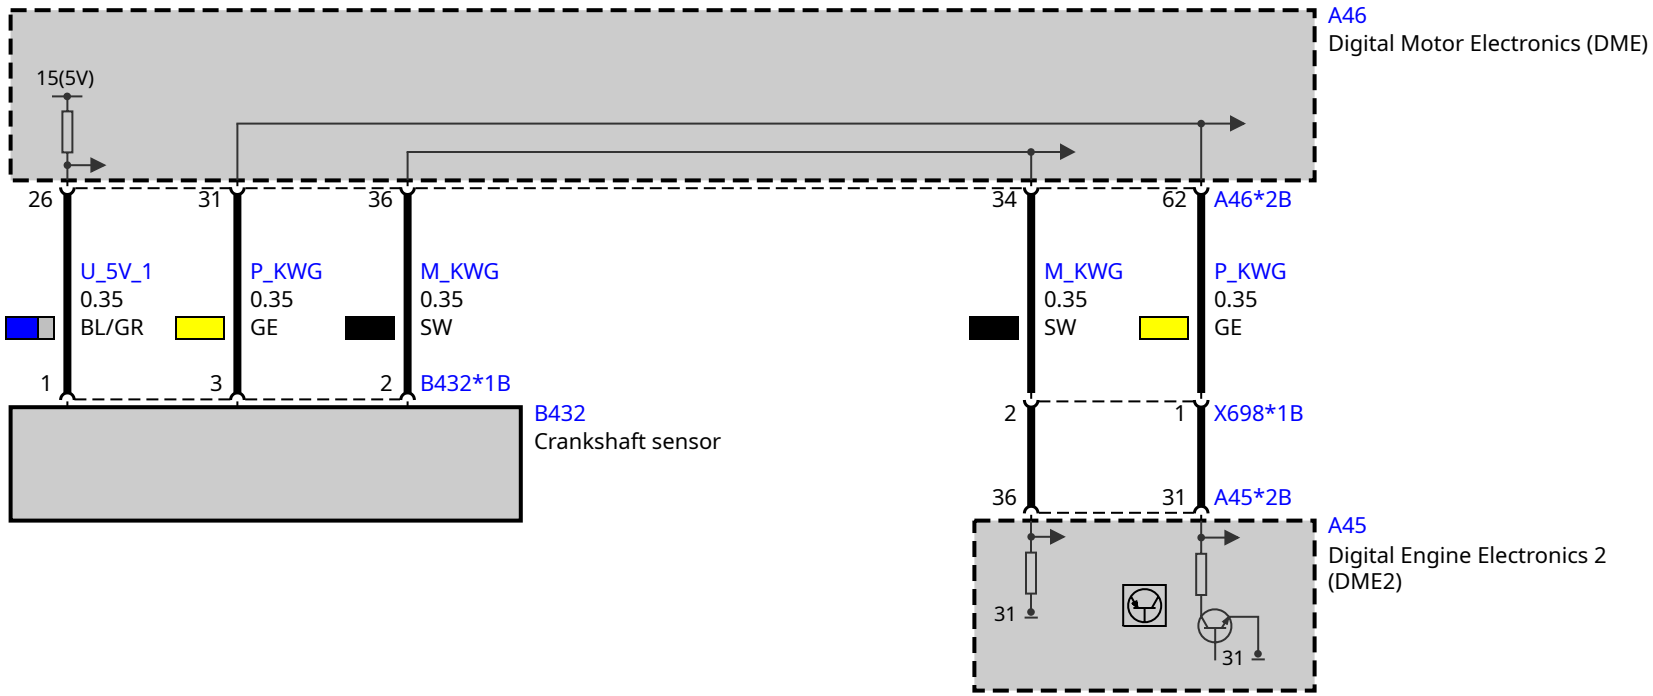 A46
Digital Motor Electronics (DME)
15(5V)
26
31
36
34
62
A46*2B
U_5V_1
0.35
BL/GR
P_KWG
0.35
GE
M_KWG
0.35
SW
M_KWG
0.35
SW
P_KWG
0.35
GE
1
3
2
B432*1B
B432
Crankshaft sensor
2
1
X698*1B
36
31
A45*2B
A45
Digital Engine Electronics 2
(DME2)
31
31